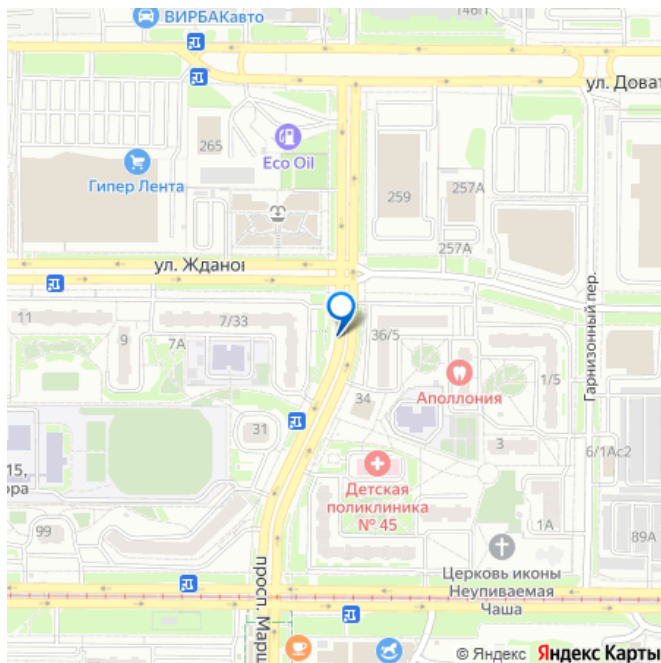 ВИРБАКавто
146/1
ул. Доват
265
Eco Oil
Гипер Лента
259
257А
257А
ул. Жданов
Гарнизонный пер.
11
7/33
9
7А
36/5
Аполлония
1/5
34
31
3
6/1Ас2
15,
ора
Детская
поликлиника
№ 45
99
1А
89А
просп. Марш
Церковь иконы
Неупиваемая
Чаша
© Яндекс Яндекс Карты